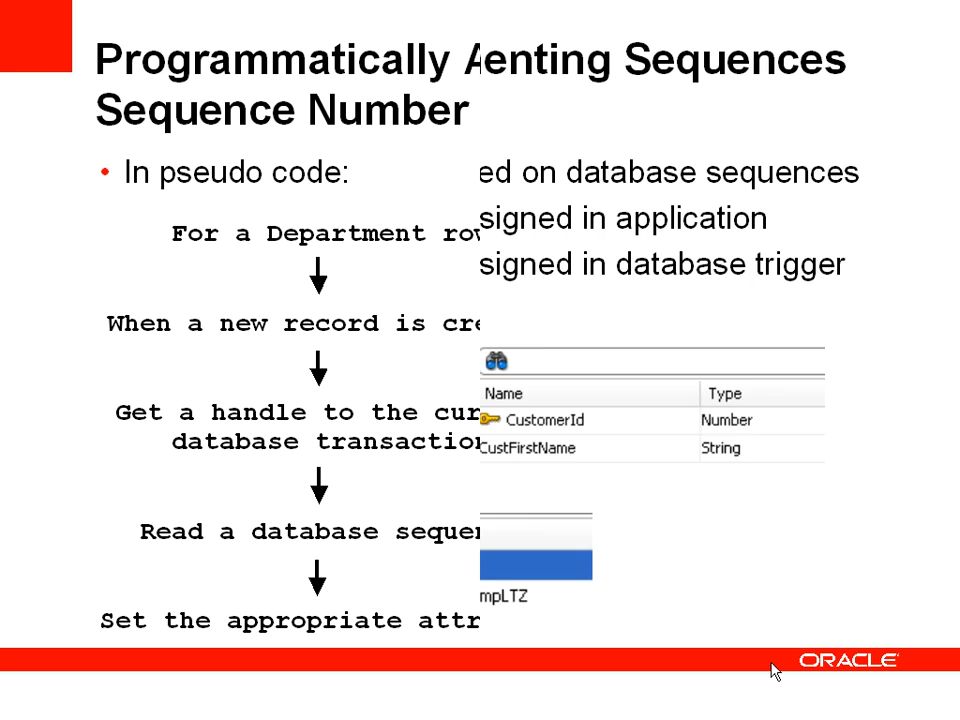 Programmatically Aenting Sequences
Sequence Number
• In pseudo code:
ed on database sequences
signed in application
signed in database trigger
For a Department row
When a new record is cre
Get a handle to the cur
database transaction
Read a database sequen
Set the appropriate attr
Name Type
CustomerId Number
CustFirstName String
mpLTZ
ORACLE